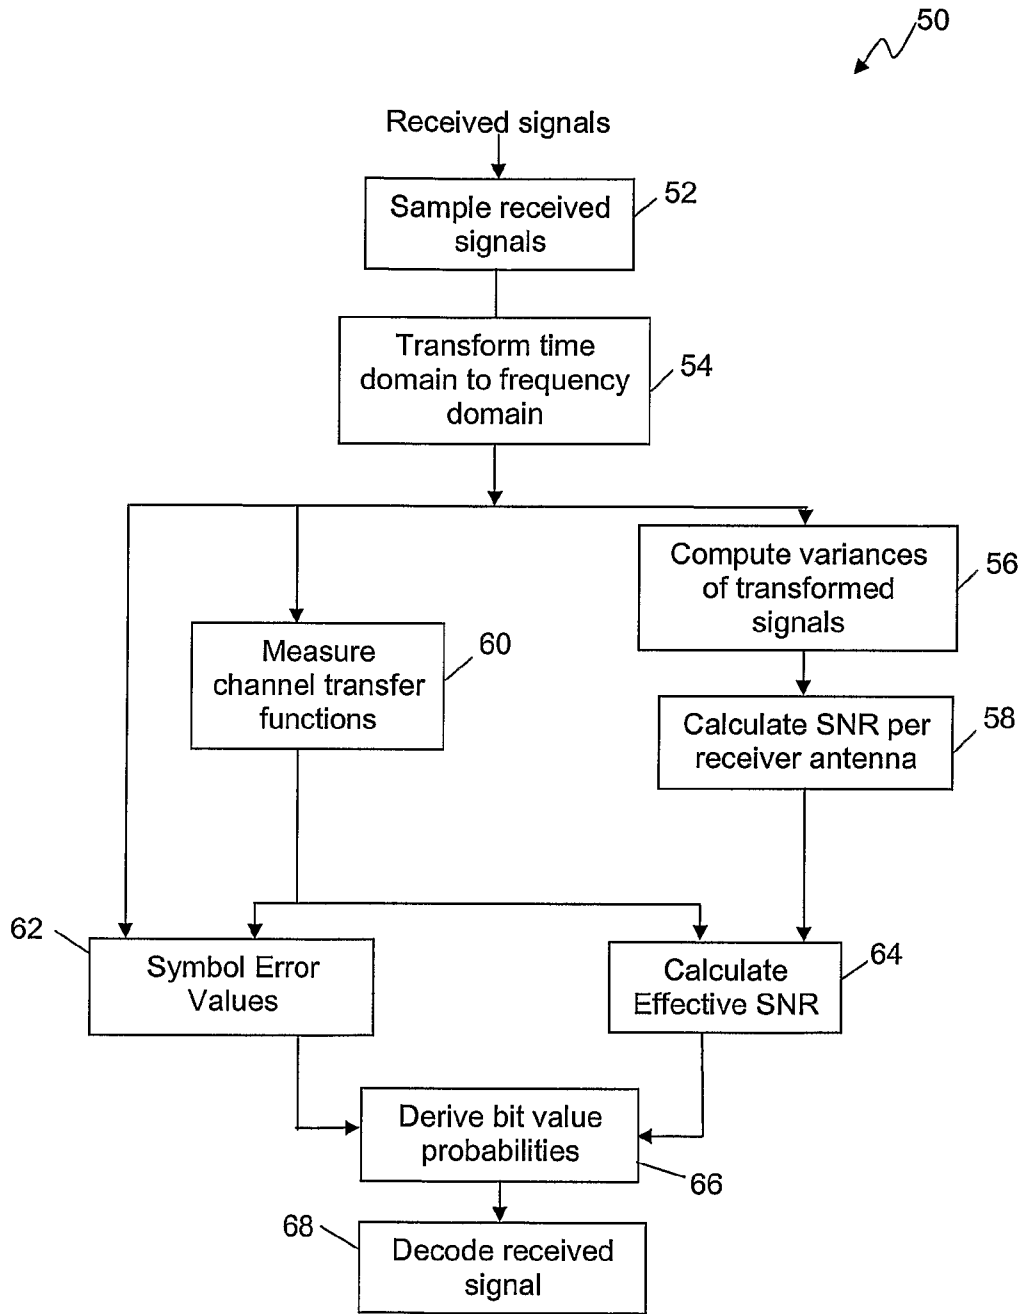 50
Received signals
Sample received
signals
52
Transform time
domain to frequency
domain
54
Compute variances
of transformed
signals
56
Measure
channel transfer
functions
60
Calculate SNR per
receiver antenna
58
62
Symbol Error
Values
Calculate
Effective SNR
64
Derive bit value
probabilities
66
68
Decode received
signal